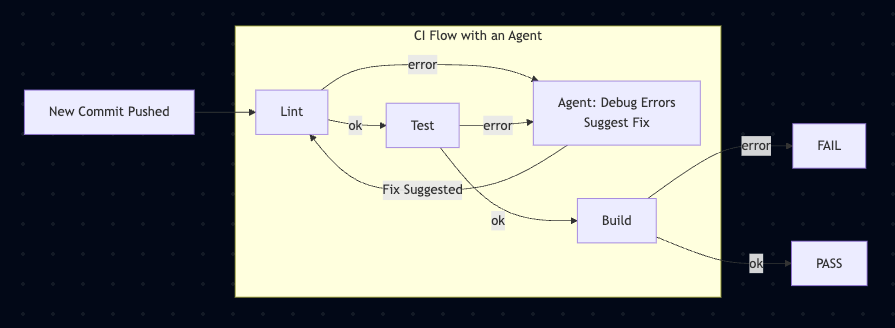 CI Flow with an Agent
New Commit Pushed
Lint
error
ok
Test
error
Agent: Debug Errors
Suggest Fix
Fix Suggested
ok
Build
error
FAIL
ok
PASS